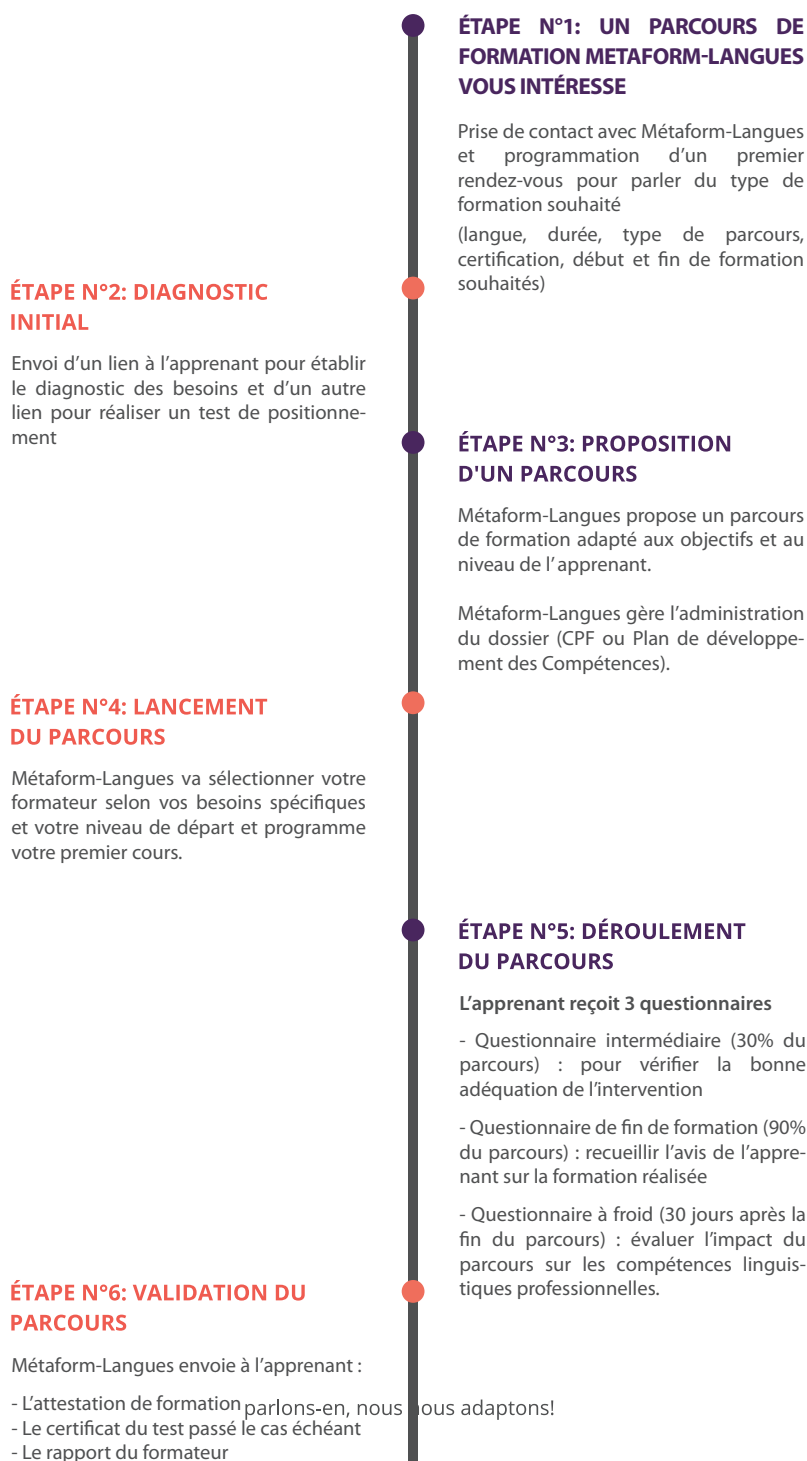 ÉTAPE N°1: UN PARCOURS DE
FORMATION METAFORM-LANGUES
VOUS INTÉRESSE
Prise de contact avec Métaform-Langues
et programmation d'un premier
rendez-vous pour parler du type de
formation souhaité
(langue, durée, type de parcours,
certification, début et fin de formation
souhaités)
ÉTAPE N°2: DIAGNOSTIC
INITIAL
Envoi d'un lien à l'apprenant pour établir
le diagnostic des besoins et d'un autre
lien pour réaliser un test de positionne-
ment
ÉTAPE N°3: PROPOSITION
D'UN PARCOURS
Métaform-Langues propose un parcours
de formation adapté aux objectifs et au
niveau de l'apprenant.
Métaform-Langues gère l'administration
du dossier (CPF ou Plan de développe-
ment des Compétences).
ÉTAPE N°4: LANCEMENT
DU PARCOURS
Métaform-Langues va sélectionner votre
formateur selon vos besoins spécifiques
et votre niveau de départ et programme
votre premier cours.
ÉTAPE N°5: DÉROULEMENT
DU PARCOURS
L'apprenant reçoit 3 questionnaires
- Questionnaire intermédiaire (30% du
parcours) : pour vérifier la bonne
adéquation de l'intervention
- Questionnaire de fin de formation (90%
du parcours) : recueillir l'avis de l'appre-
nant sur la formation réalisée
- Questionnaire à froid (30 jours après la
fin du parcours) : évaluer l'impact du
parcours sur les compétences linguis-
tiques professionnelles.
ÉTAPE N°6: VALIDATION DU
PARCOURS
Métaform-Langues envoie à l'apprenant :
- L'attestation de formation
parlons-en, nous nous adaptons!
- Le certificat du test passé le cas échéant
- Le rapport du formateur